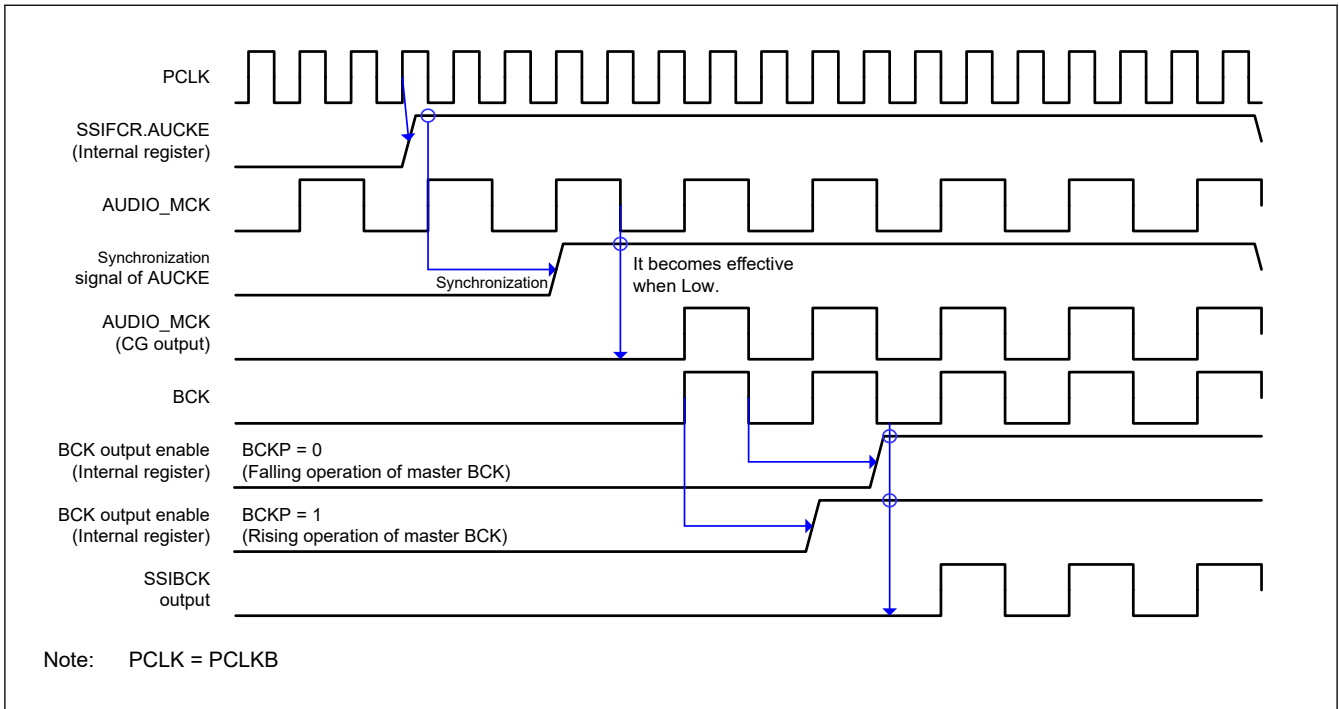 PCLK
SSIFCR.AUCKE
(Internal register)
AUDIO_MCK
Synchronization
signal of AUCKE
Synchronization
It becomes effective
when Low.
AUDIO_MCK
(CG output)
BCK
BCK output enable
(Internal register)
BCKP = 0
(Falling operation of master BCK)
BCK output enable
(Internal register)
BCKP = 1
(Rising operation of master BCK)
SSIBCK
output
Note: PCLK = PCLKB